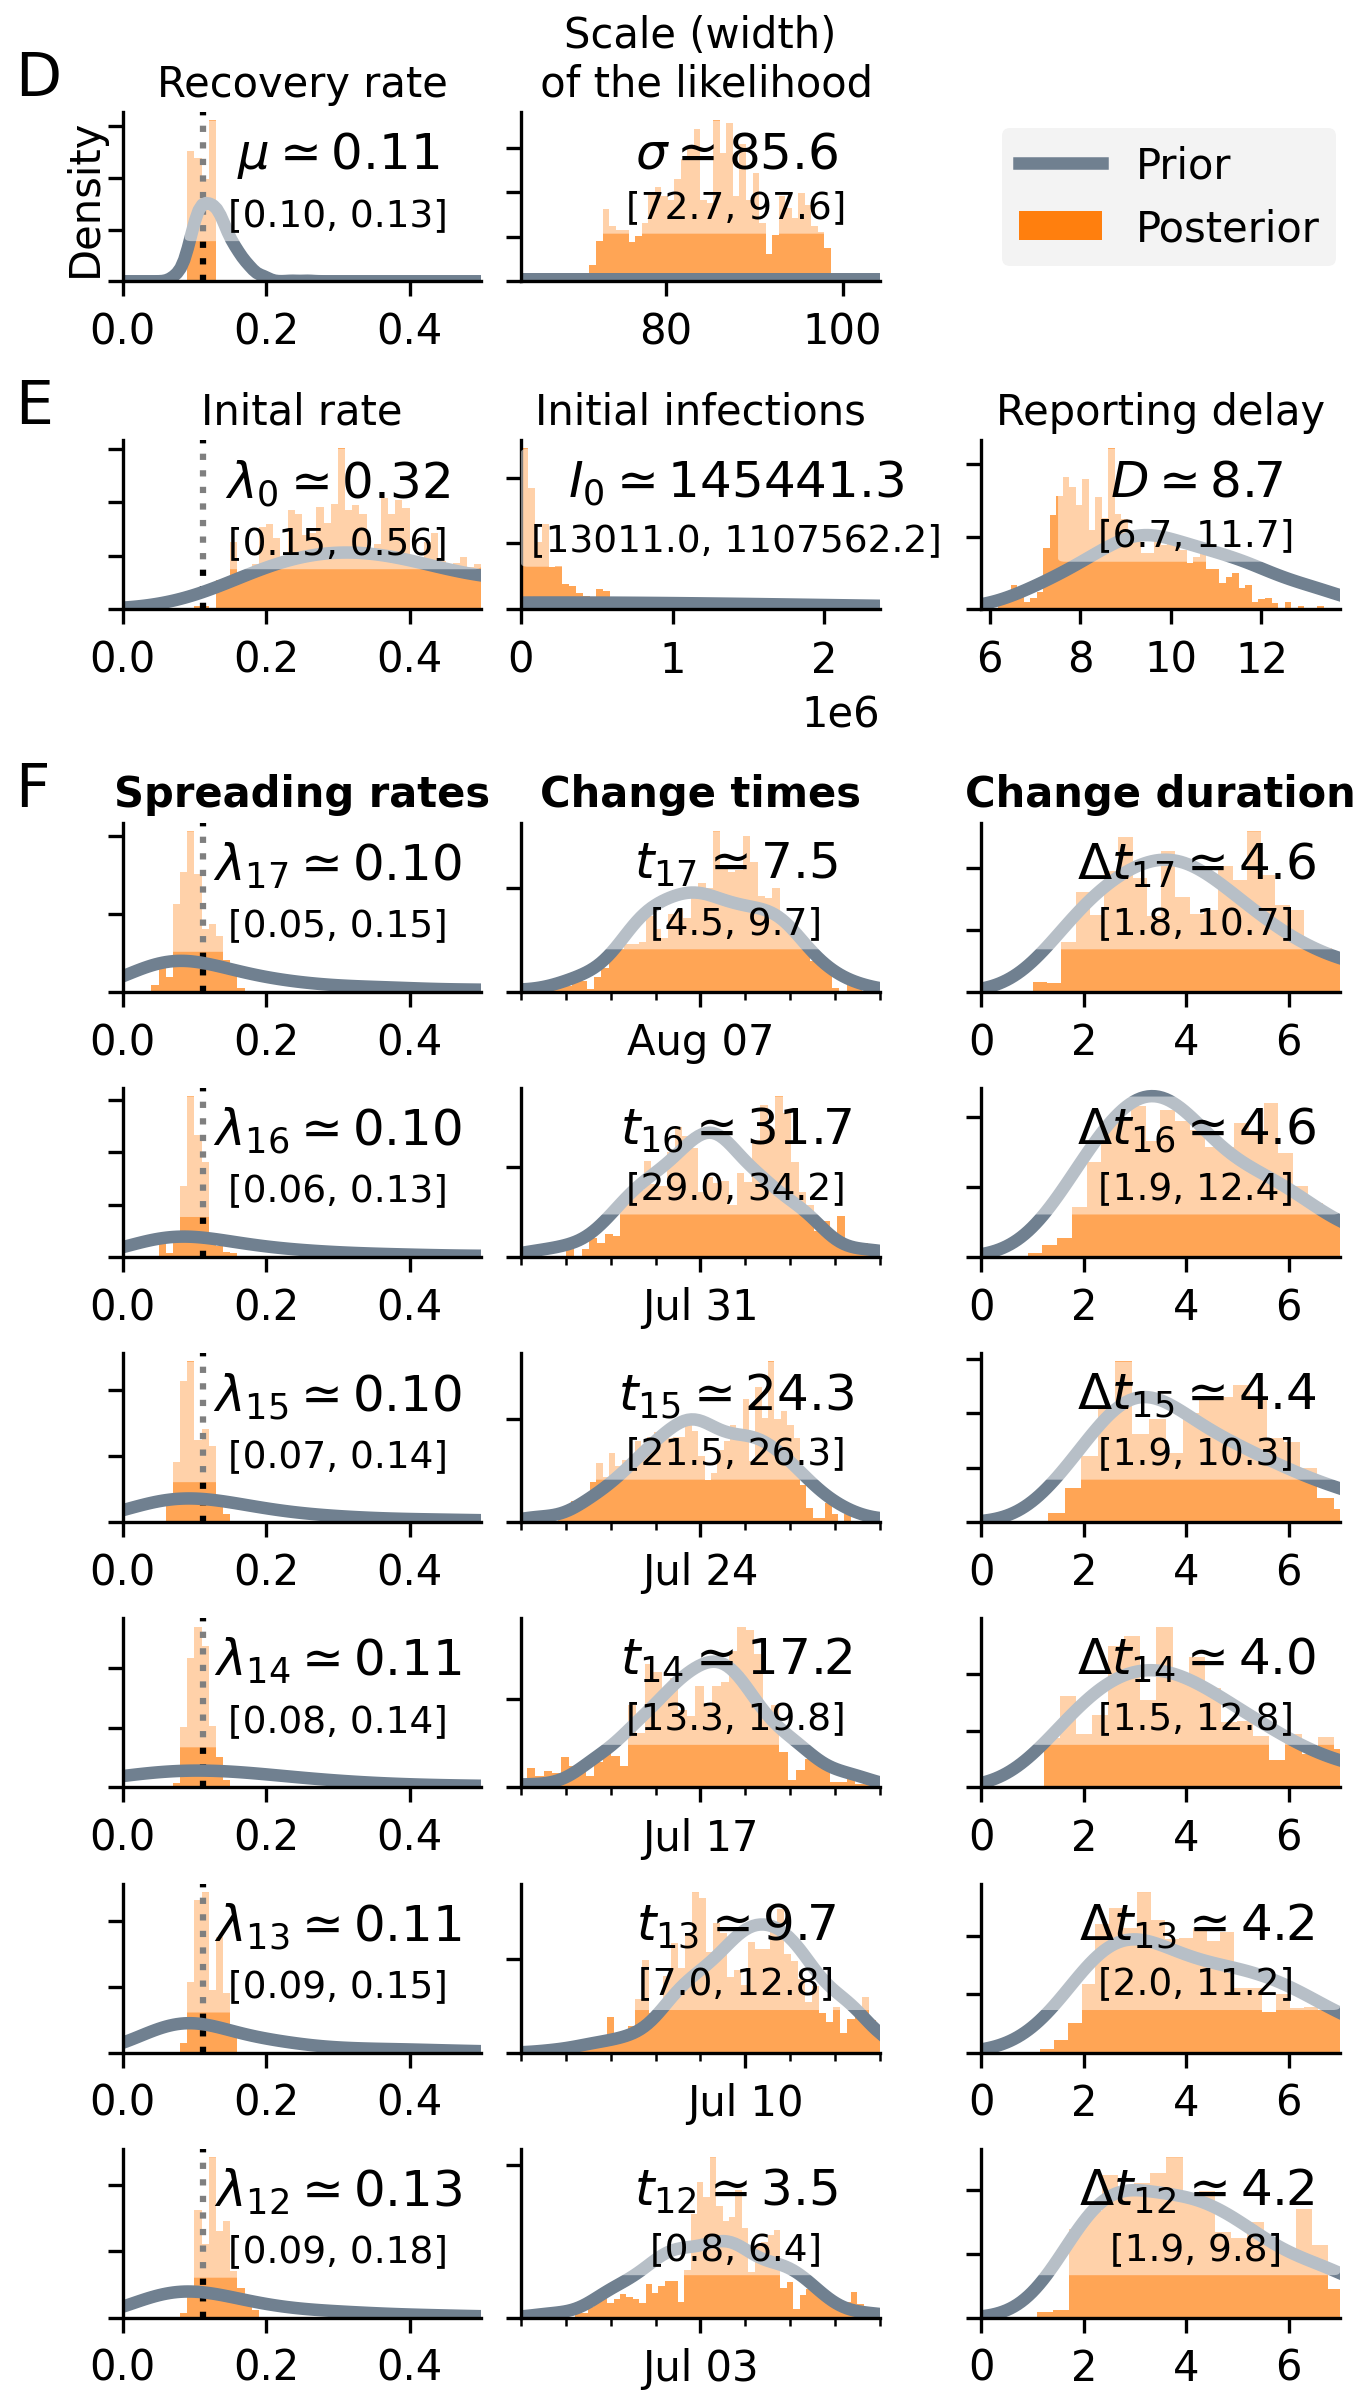 D
Recovery rate
Scale (width)
of the likelihood
Density
μ ≃ 0.11
[0.10, 0.13]
0.0 0.2 0.4
σ ≃ 85.6
[72.7, 97.6]
80 100
Prior
Posterior
E
Inital rate
λ0 ≃ 0.32
[0.15, 0.56]
0.0 0.2 0.4
Initial infections
I0 ≃ 145441.3
[13011.0, 1107562.2]
0 1 2
1e6
Reporting delay
D ≃ 8.7
[6.7, 11.7]
6 8 10 12
F
Spreading rates
Change times
Change duration
λ17 ≃ 0.10
[0.05, 0.15]
0.0 0.2 0.4
t17 ≃ 7.5
[4.5, 9.7]
Aug 07
Δt17 ≃ 4.6
[1.8, 10.7]
0 2 4 6
λ16 ≃ 0.10
[0.06, 0.13]
0.0 0.2 0.4
t16 ≃ 31.7
[29.0, 34.2]
Jul 31
Δt16 ≃ 4.6
[1.9, 12.4]
0 2 4 6
λ15 ≃ 0.10
[0.07, 0.14]
0.0 0.2 0.4
t15 ≃ 24.3
[21.5, 26.3]
Jul 24
Δt15 ≃ 4.4
[1.9, 10.3]
0 2 4 6
λ14 ≃ 0.11
[0.08, 0.14]
0.0 0.2 0.4
t14 ≃ 17.2
[13.3, 19.8]
Jul 17
Δt14 ≃ 4.0
[1.5, 12.8]
0 2 4 6
λ13 ≃ 0.11
[0.09, 0.15]
0.0 0.2 0.4
t13 ≃ 9.7
[7.0, 12.8]
Jul 10
Δt13 ≃ 4.2
[2.0, 11.2]
0 2 4 6
λ12 ≃ 0.13
[0.09, 0.18]
0.0 0.2 0.4
t12 ≃ 3.5
[0.8, 6.4]
Jul 03
Δt12 ≃ 4.2
[1.9, 9.8]
0 2 4 6